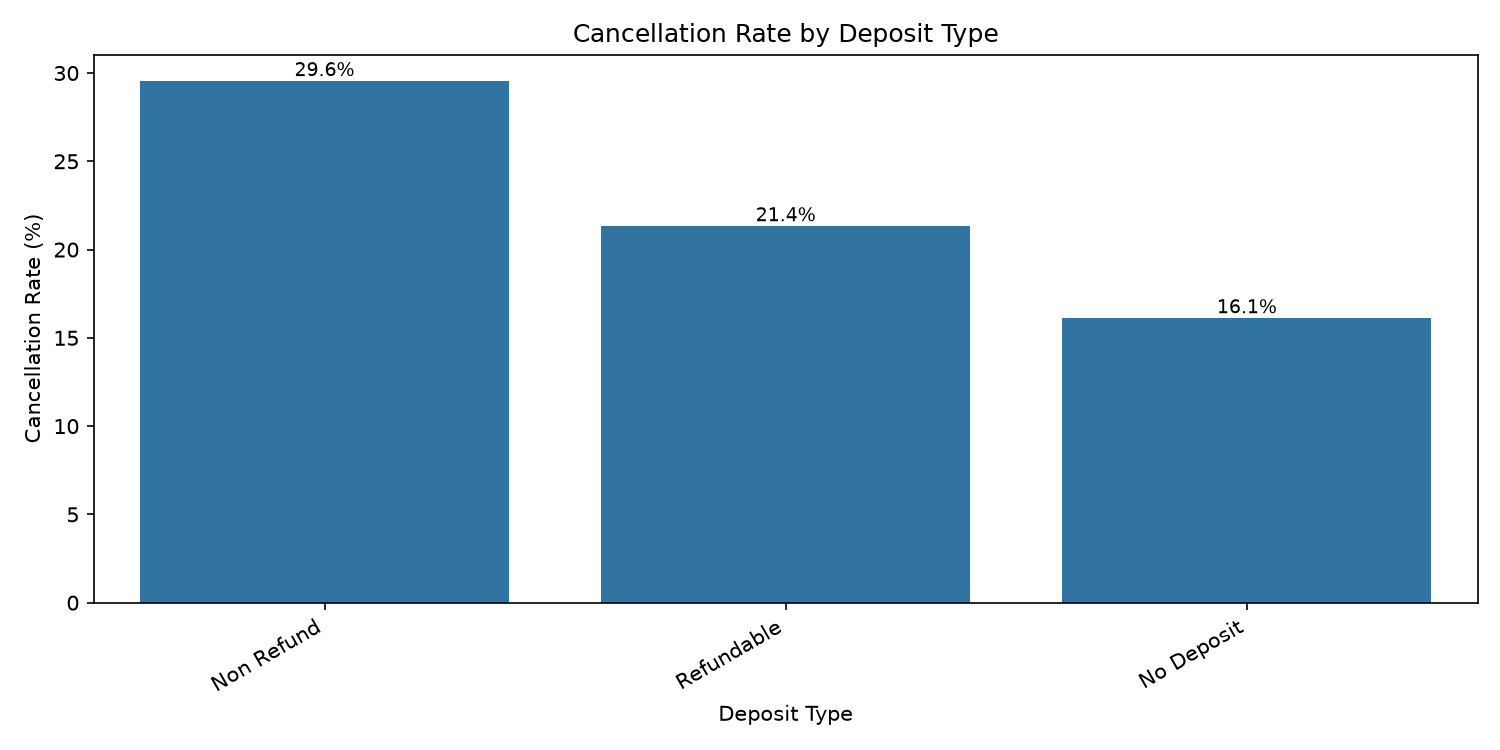 Cancellation Rate by Deposit Type
Cancellation Rate (%)
30
25
20
15
10
5
0
29.6%
21.4%
16.1%
Non Refund
Refundable
No Deposit
Deposit Type